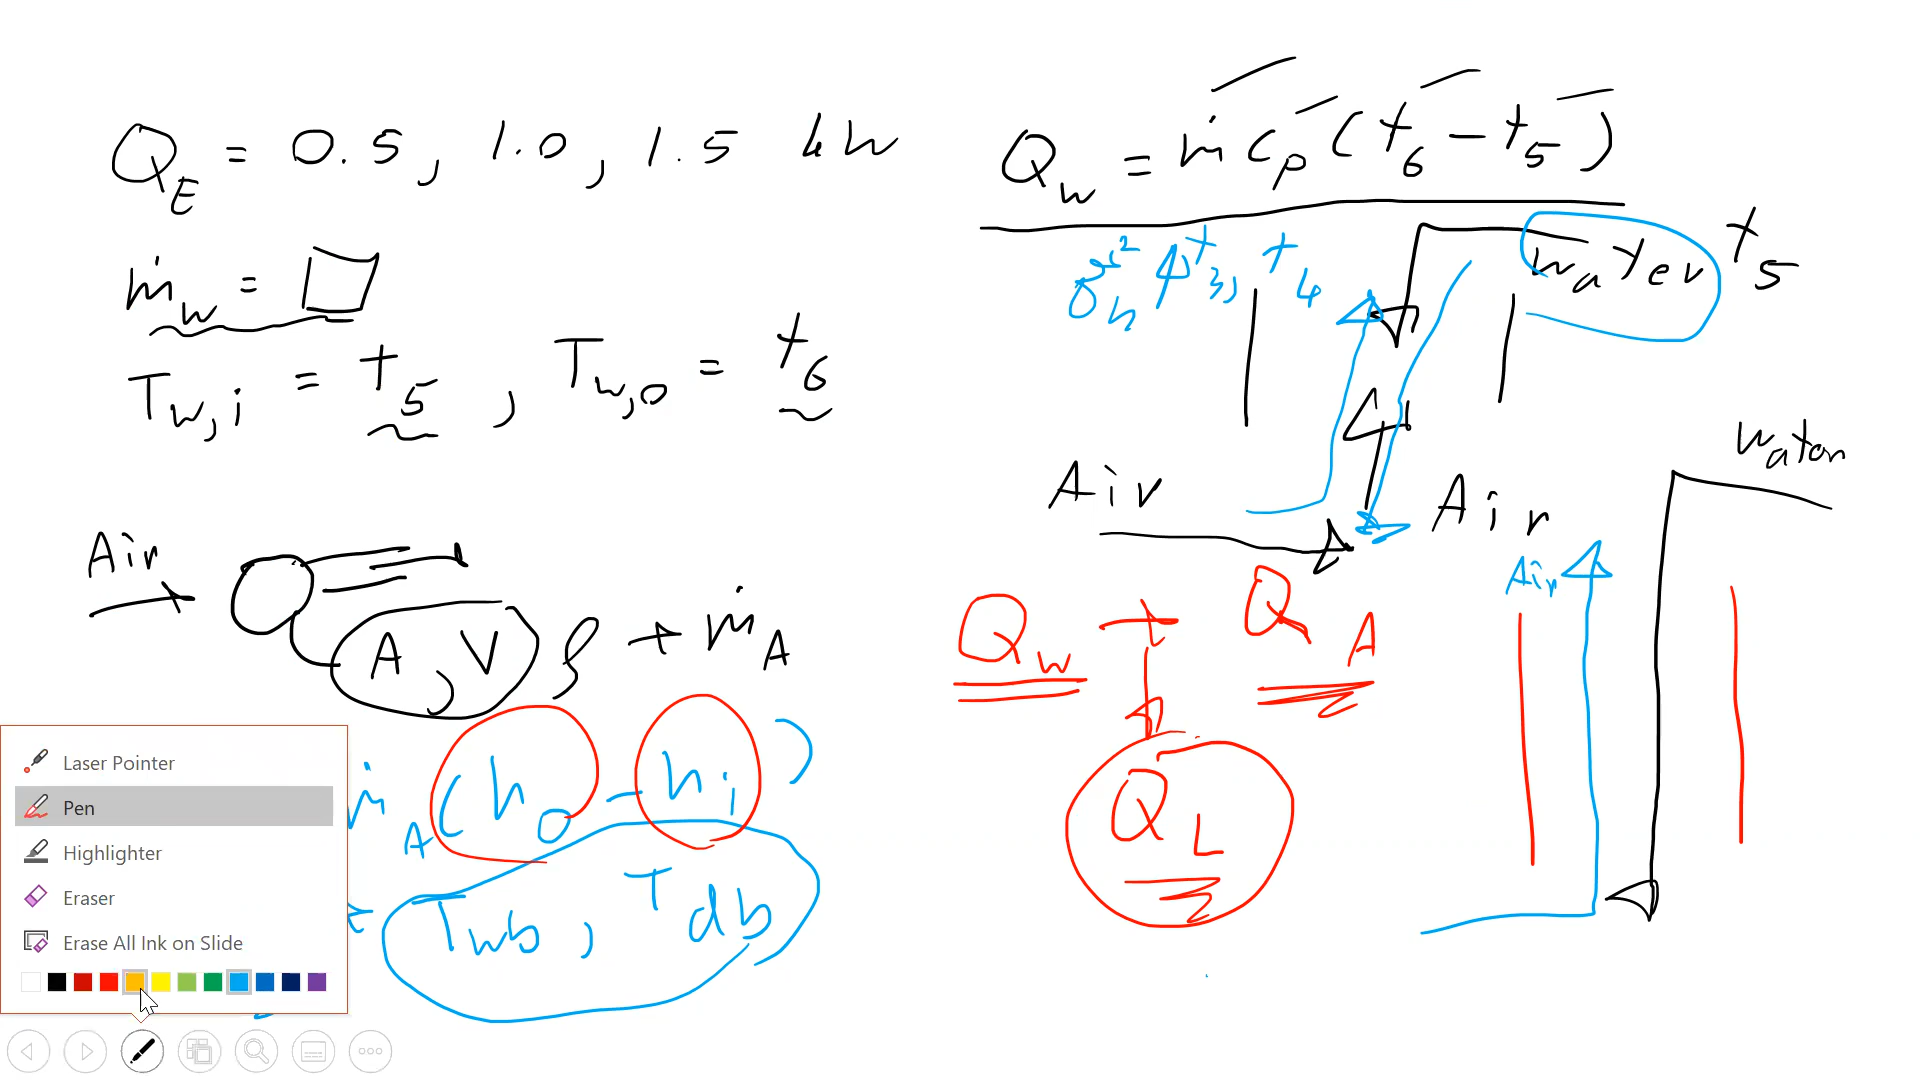 Q_E = 0.5, 1.0, 1.5 kW
ṁ_w =
T_w,i = t_5, T_w,o = t_6
Air
A, V ρ → ṁ_A
ṁ_A (h_o - h_i)
T_wb, T_db
Q_w = ṁ c_p (t_6 - t_5)
t_3, t_4
water t_5
Air
Air
water
Air
Q_w + Q_A
Q_L
Laser Pointer
Pen
Highlighter
Eraser
Erase All Ink on Slide